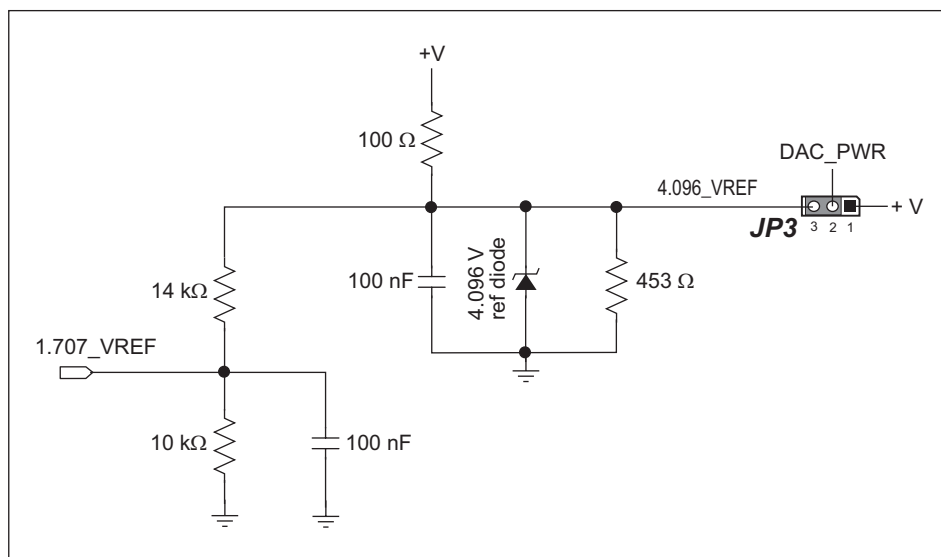 +V
100 Ω
DAC_PWR
4.096_VREF
+ V
JP3
3 2 1
14 kΩ
100 nF
4.096 V
ref diode
453 Ω
1.707_VREF
10 kΩ
100 nF